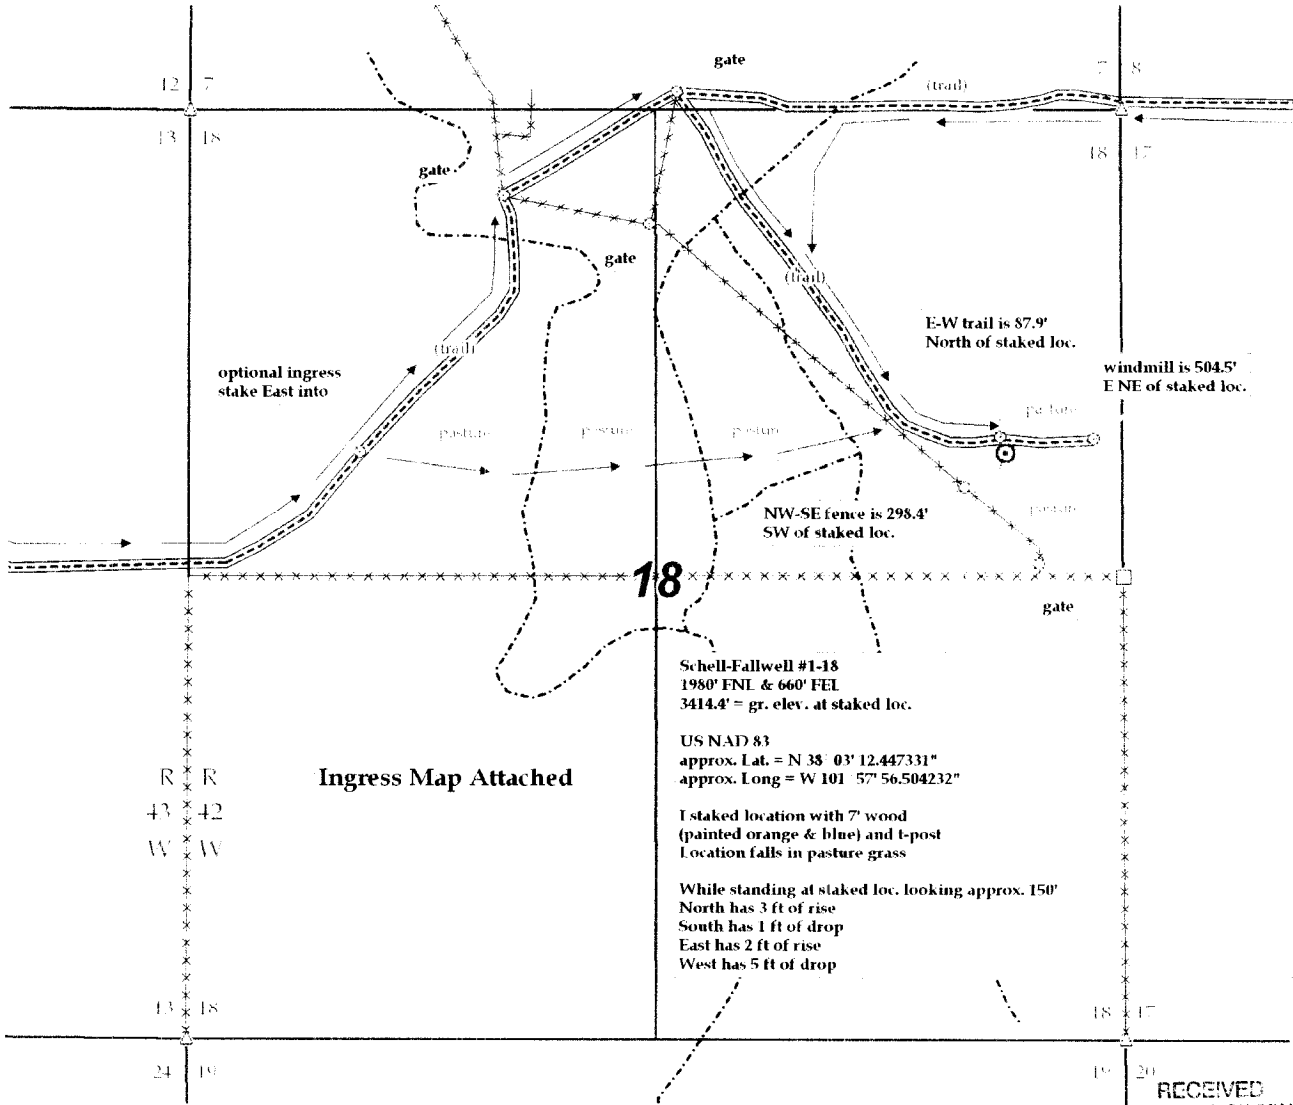 gate
12 7
7 8
(trail)
13 18
18 17
gate
gate
(trail)
E-W trail is 87.9'
North of staked loc.
(trail)
windmill is 504.5'
E NE of staked loc.
optional ingress
stake East into
pasture
pasture
pasture
pasture
NW-SE fence is 298.4'
SW of staked loc.
pasture
18
gate
Schell-Fallwell #1-18
1980' FNL & 660' FEL
3414.4' = gr. elev. at staked loc.
US NAD 83
approx. Lat. = N 38 03' 12.447331"
approx. Long = W 101 57' 56.504232"
R R
43 42
W W
Ingress Map Attached
I staked location with 7' wood
(painted orange & blue) and t-post
Location falls in pasture grass
While standing at staked loc. looking approx. 150'
North has 3 ft of rise
South has 1 ft of drop
East has 2 ft of rise
West has 5 ft of drop
13 18
18 17
24 19
19 20
RECEIVED